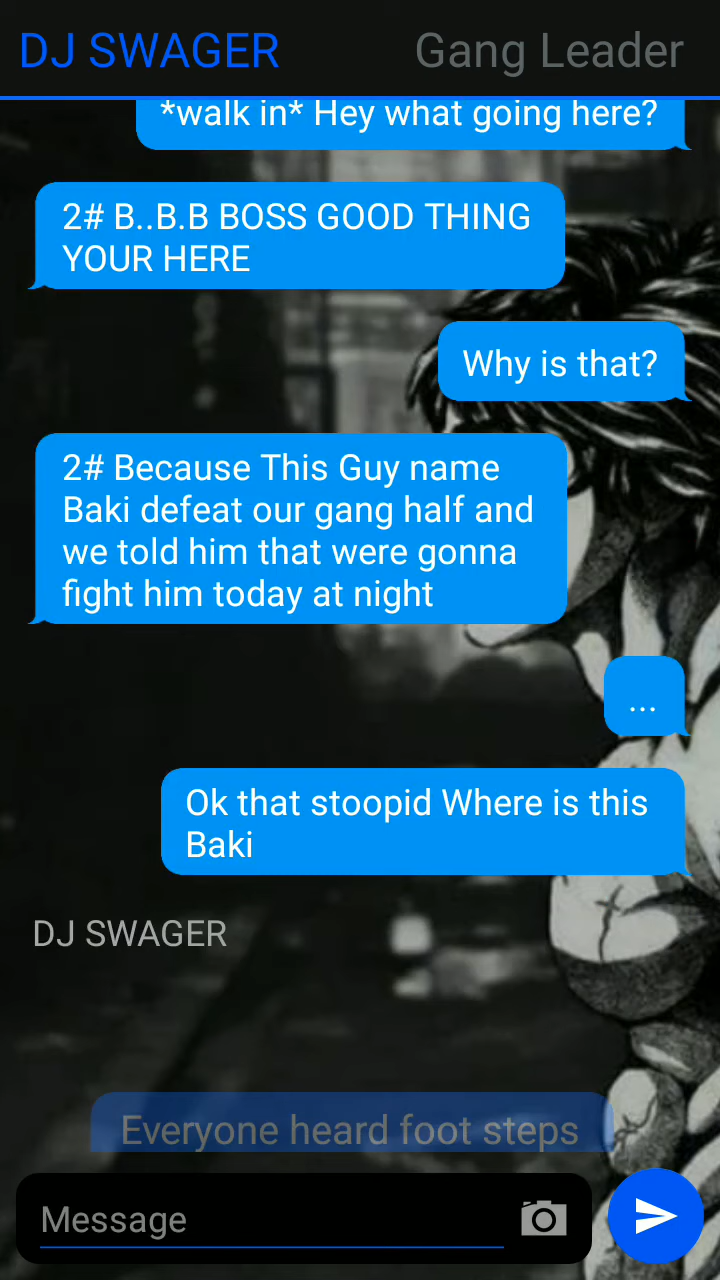 DJ SWAGER Gang Leader
*walk in* Hey what going here?
2# B..B.B BOSS GOOD THING
YOUR HERE
Why is that?
2# Because This Guy name
Baki defeat our gang half and
we told him that were gonna
fight him today at night
...
Ok that stoopid Where is this
Baki
DJ SWAGER
Everyone heard foot steps
Message